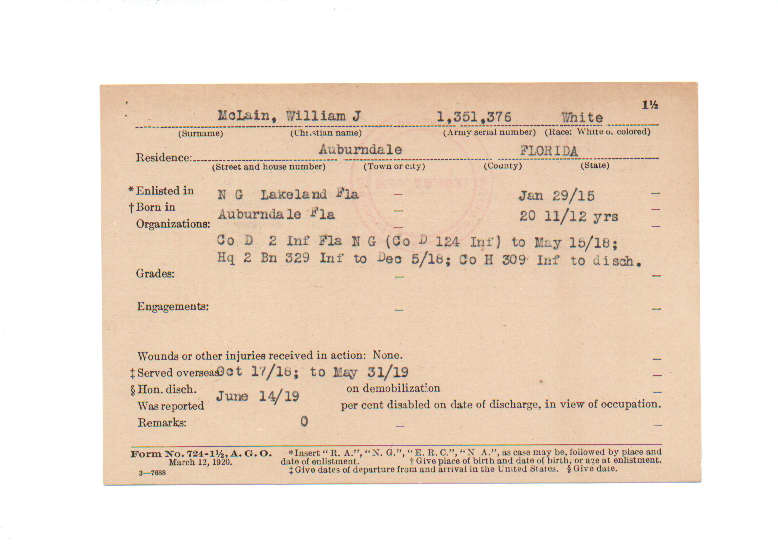 1½
McLain, William J 1,351,376 White
(Surname) (Christian name) (Army serial number) (Race: White or colored)
Residence: Auburndale FLORIDA
(Street and house number) (Town or city) (County) (State)
*Enlisted in N G Lakeland Fla — Jan 29/15 —
†Born in Auburndale Fla — 20 11/12 yrs —
Organizations: Co D 2 Inf Fla N G (Co D 124 Inf) to May 15/18;
Hq 2 Bn 329 Inf to Dec 5/18; Co H 309 Inf to disch.
Grades: — —
Engagements: — —
Wounds or other injuries received in action: None. —
‡Served overseas Oct 17/18; to May 31/19 —
§Hon. disch. June 14/19 on demobilization —
Was reported 0 per cent disabled on date of discharge, in view of occupation.
Remarks: — —
Form No. 724-1½, A. G. O. *Insert "R. A.", "N. G.", "E. R. C.", "N A.", as case may be, followed by place and
March 12, 1920. date of enlistment. †Give place of birth and date of birth, or age at enlistment.
3—7688 ‡Give dates of departure from and arrival in the United States. §Give date.